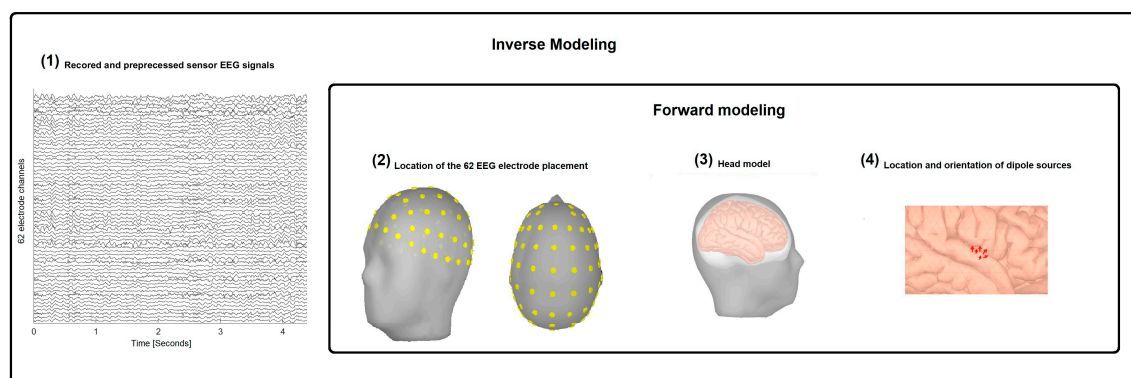 Inverse Modeling
(1) Recored and preprecessed sensor EEG signals
62 electrode channels
0 1 2 3 4
Time [Seconds]
Forward modeling
(2) Location of the 62 EEG electrode placement
(3) Head model
(4) Location and orientation of dipole sources